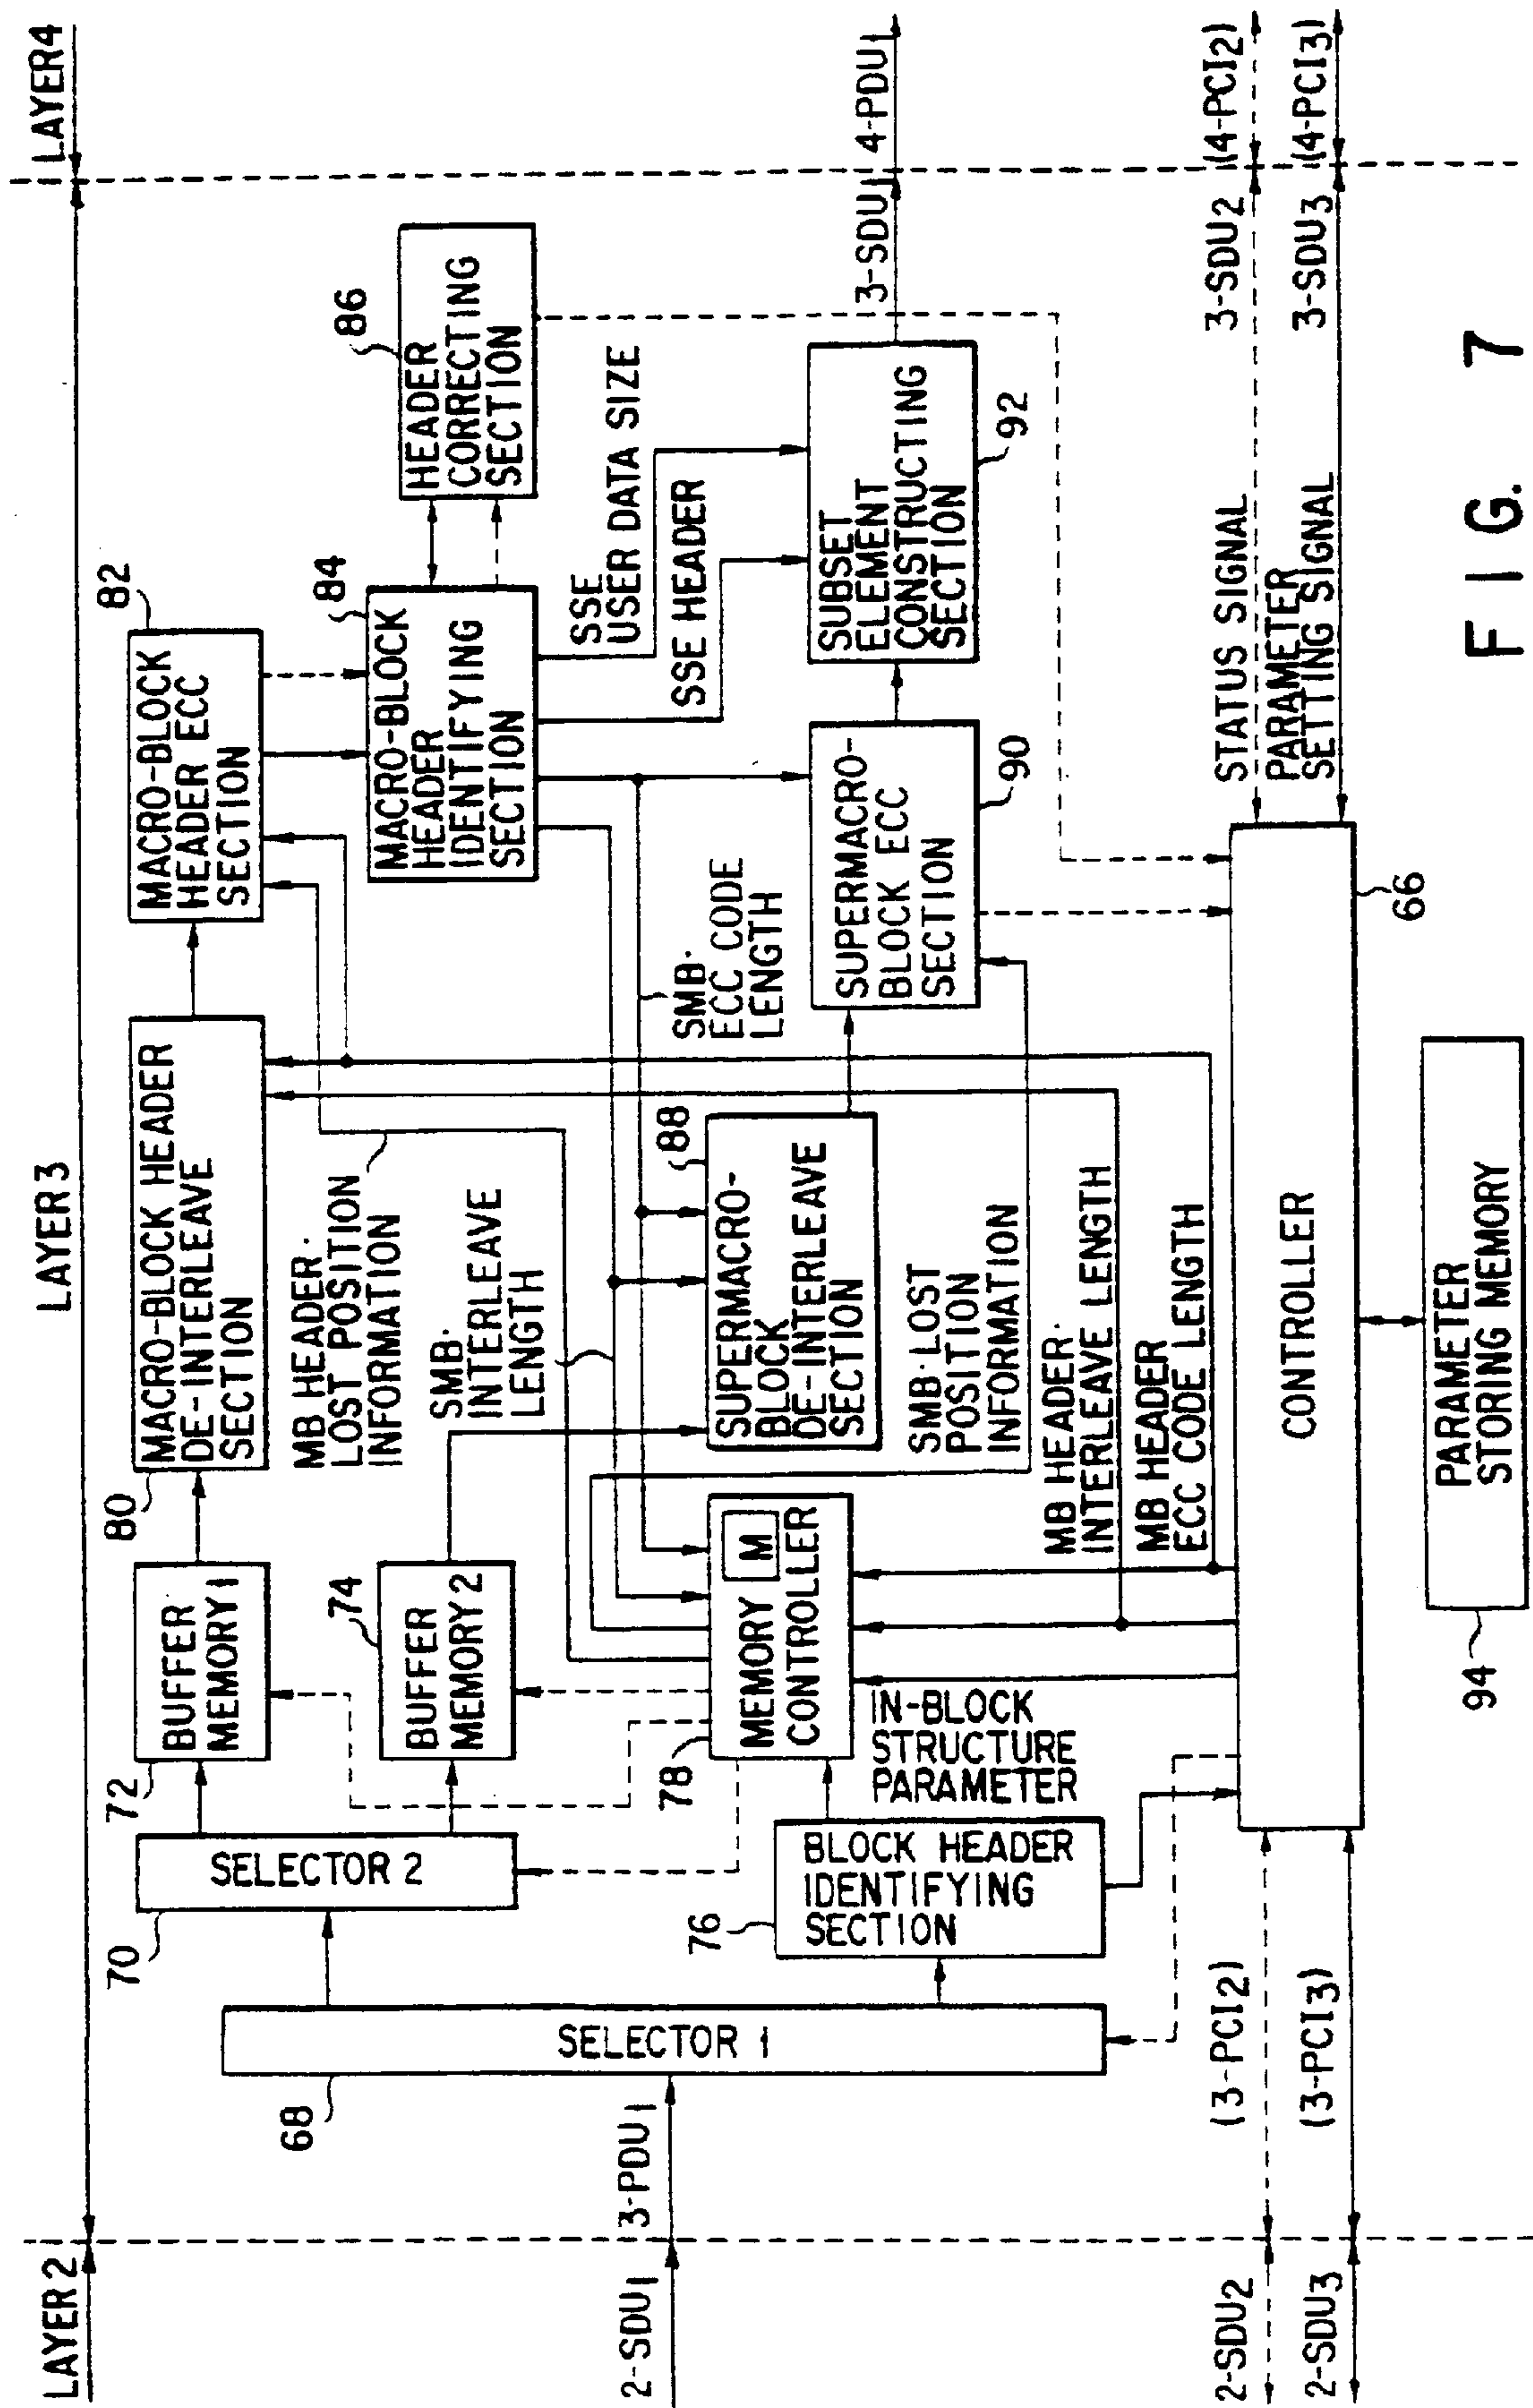 LAYER2
LAYER3
LAYER4
2-SDU1
3-PDU1
68
SELECTOR 1
70
SELECTOR 2
72
BUFFER
MEMORY 1
74
BUFFER
MEMORY 2
76
BLOCK HEADER
IDENTIFYING
SECTION
78
MEMORY
CONTROLLER
M
80
MACRO-BLOCK HEADER
DE-INTERLEAVE
SECTION
MB HEADER·
LOST POSITION
INFORMATION
SMB·
INTERLEAVE
LENGTH
82
MACRO-BLOCK
HEADER ECC
SECTION
84
MACRO-BLOCK
HEADER
IDENTIFYING
SECTION
86
HEADER
CORRECTING
SECTION
SSE
USER DATA SIZE
SSE HEADER
SMB·
ECC CODE
LENGTH
88
SUPERMACRO-
BLOCK
DE-INTERLEAVE
SECTION
SUPERMACRO-
BLOCK ECC
SECTION
90
SUBSET
ELEMENT
CONSTRUCTING
SECTION
92
3-SDU1
4-PDU1
SMB·LOST
POSITION
INFORMATION
MB HEADER·
INTERLEAVE LENGTH
MB HEADER
ECC CODE LENGTH
IN-BLOCK
STRUCTURE
PARAMETER
CONTROLLER
66
PARAMETER
STORING MEMORY
94
2-SDU2
(3-PCI2)
2-SDU3
(3-PCI3)
STATUS SIGNAL
3-SDU2
(4-PCI2)
PARAMETER
SETTING SIGNAL
3-SDU3
(4-PCI3)
FIG. 7